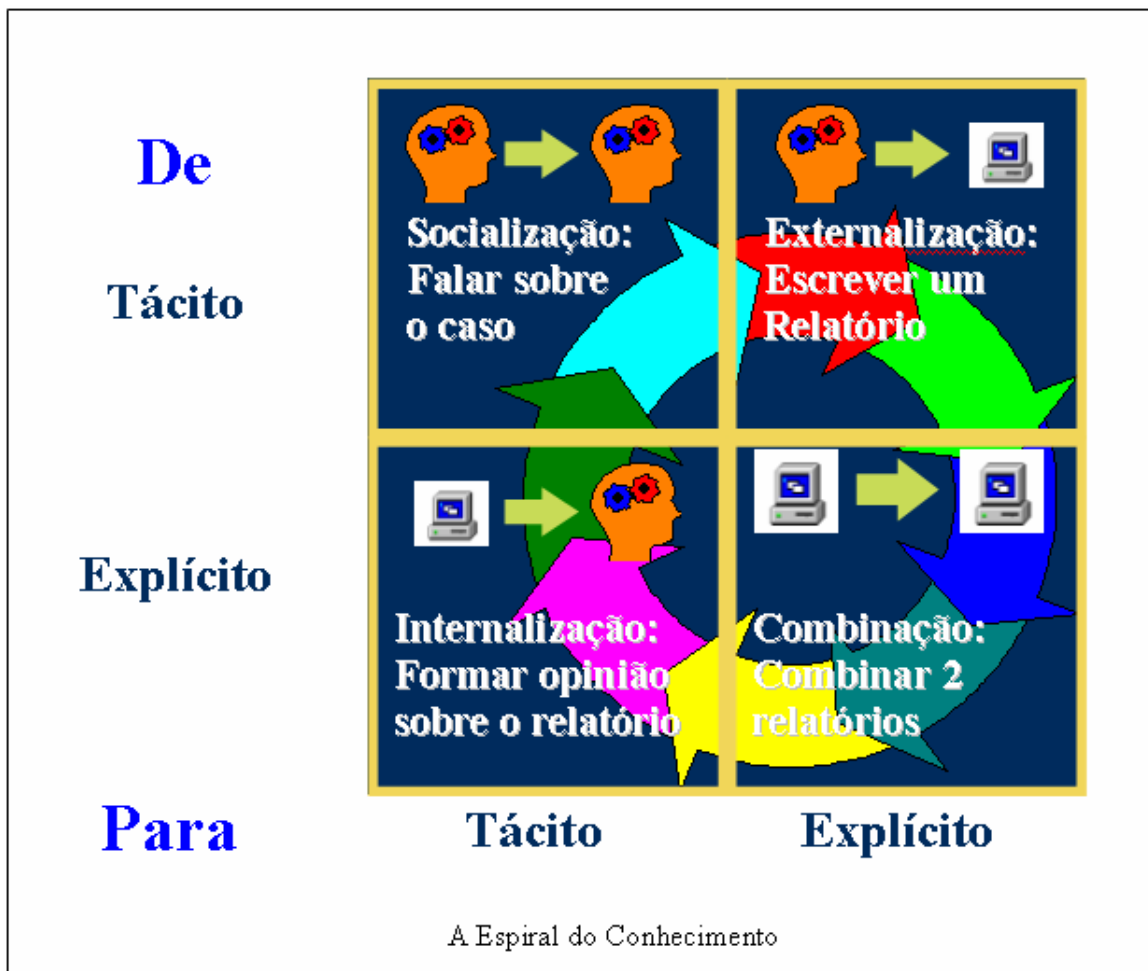 De
Tácito
Socialização:
Falar sobre
o caso
Externalização:
Escrever um
Relatório
Explícito
Internalização:
Formar opinião
sobre o relatório
Combinação:
Combinar 2
relatórios
Para
Tácito
Explícito
A Espiral do Conhecimento